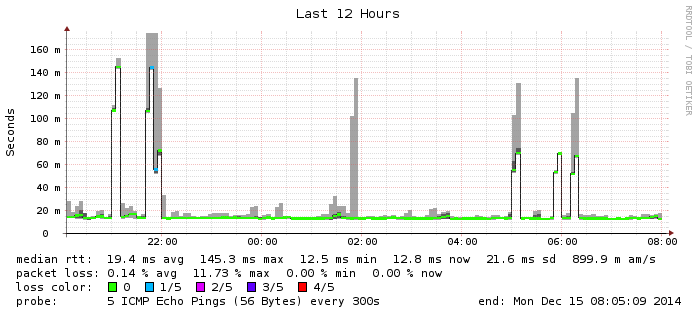 Last 12 Hours
RRDTOOL / TOBI OETIKER
Seconds
160 m
140 m
120 m
100 m
80 m
60 m
40 m
20 m
0
22:00 00:00 02:00 04:00 06:00 08:00
median rtt: 19.4 ms avg 145.3 ms max 12.5 ms min 12.8 ms now 21.6 ms sd 899.9 m am/s
packet loss: 0.14 % avg 11.73 % max 0.00 % min 0.00 % now
loss color: 0 1/5 2/5 3/5 4/5
probe: 5 ICMP Echo Pings (56 Bytes) every 300s end: Mon Dec 15 08:05:09 2014